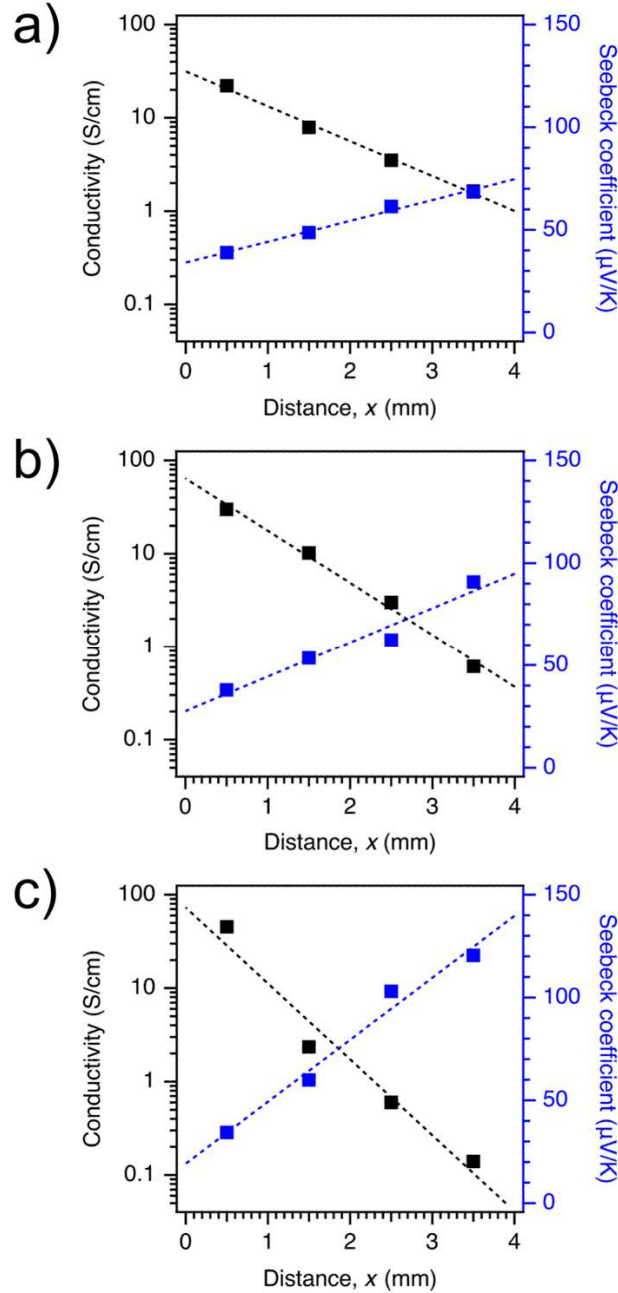 a)
Conductivity (S/cm)
100
10
1
0.1
150
100
50
0
Seebeck coefficient (µV/K)
0 1 2 3 4
Distance, x (mm)
b)
Conductivity (S/cm)
100
10
1
0.1
150
100
50
0
Seebeck coefficient (µV/K)
0 1 2 3 4
Distance, x (mm)
c)
Conductivity (S/cm)
100
10
1
0.1
150
100
50
0
Seebeck coefficient (µV/K)
0 1 2 3 4
Distance, x (mm)